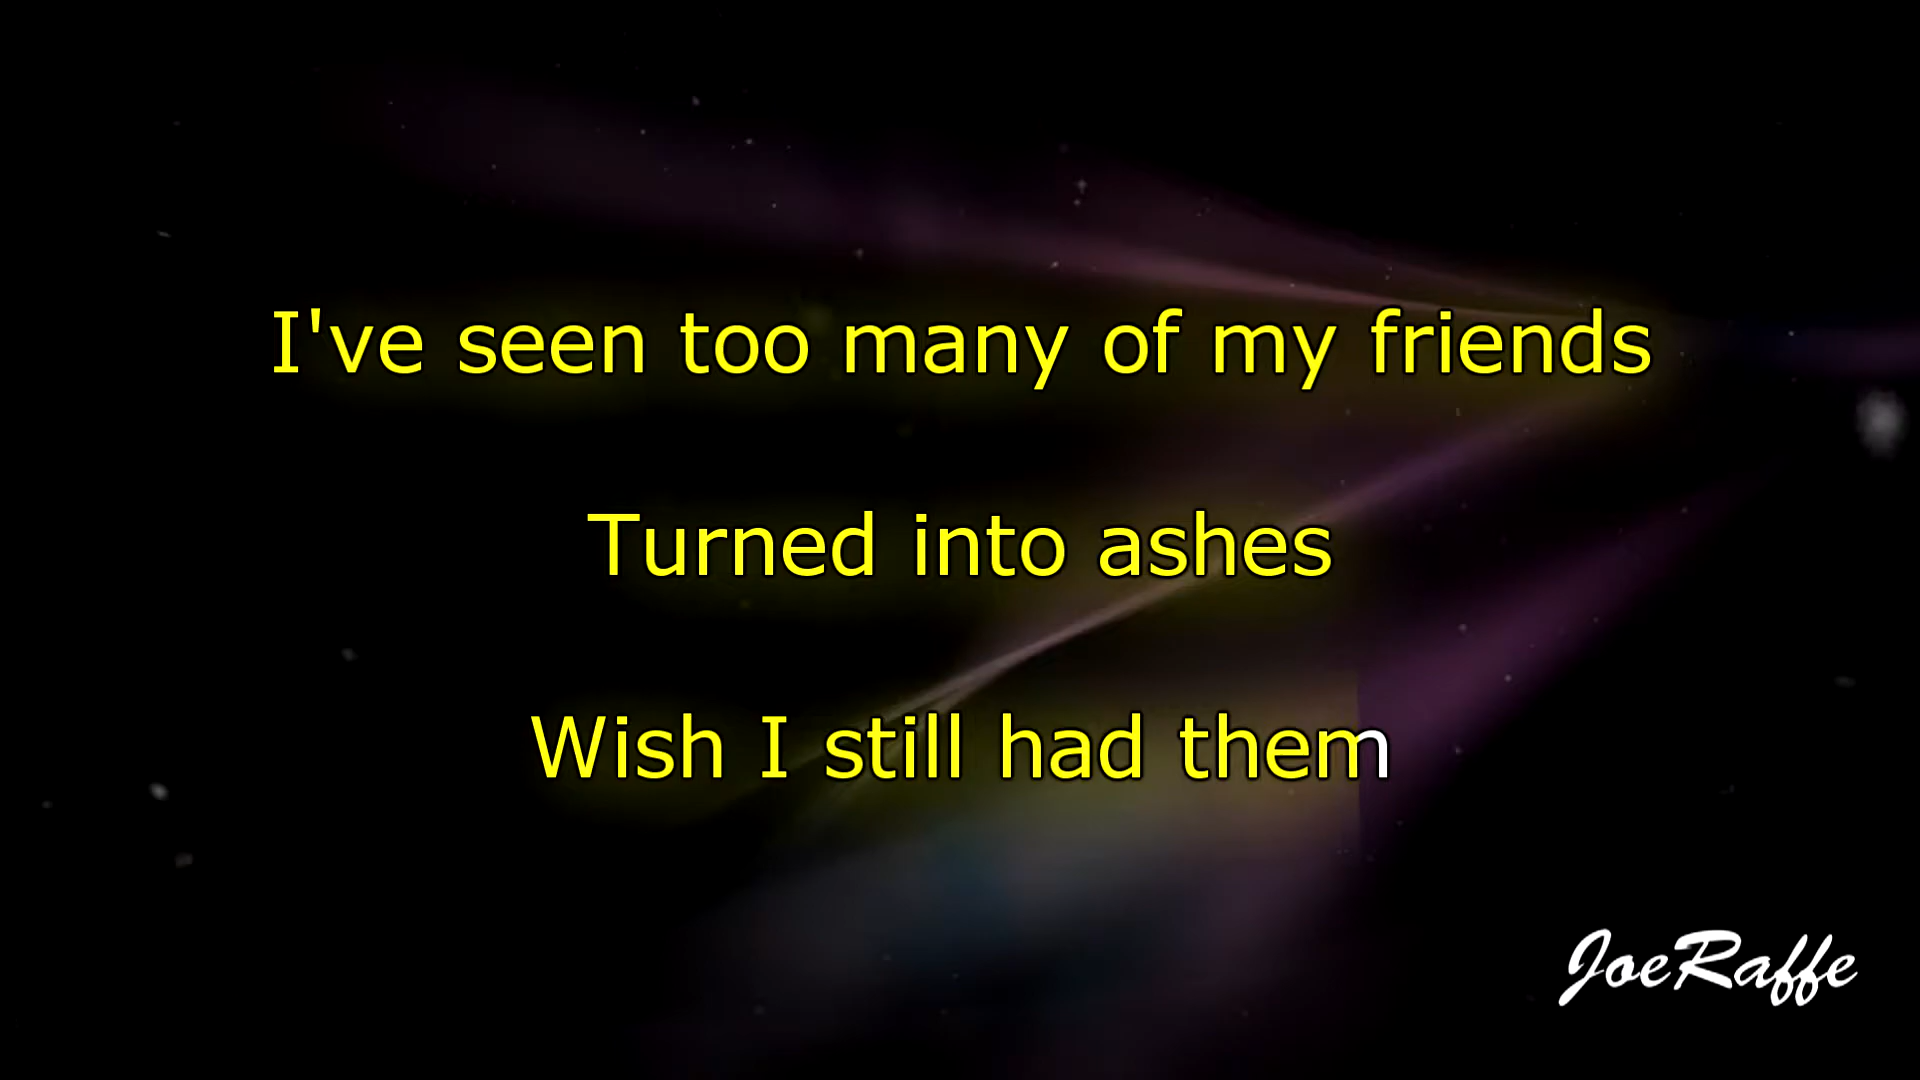 I've seen too many of my friends
Turned into ashes
Wish I still had them
JoeRaffe